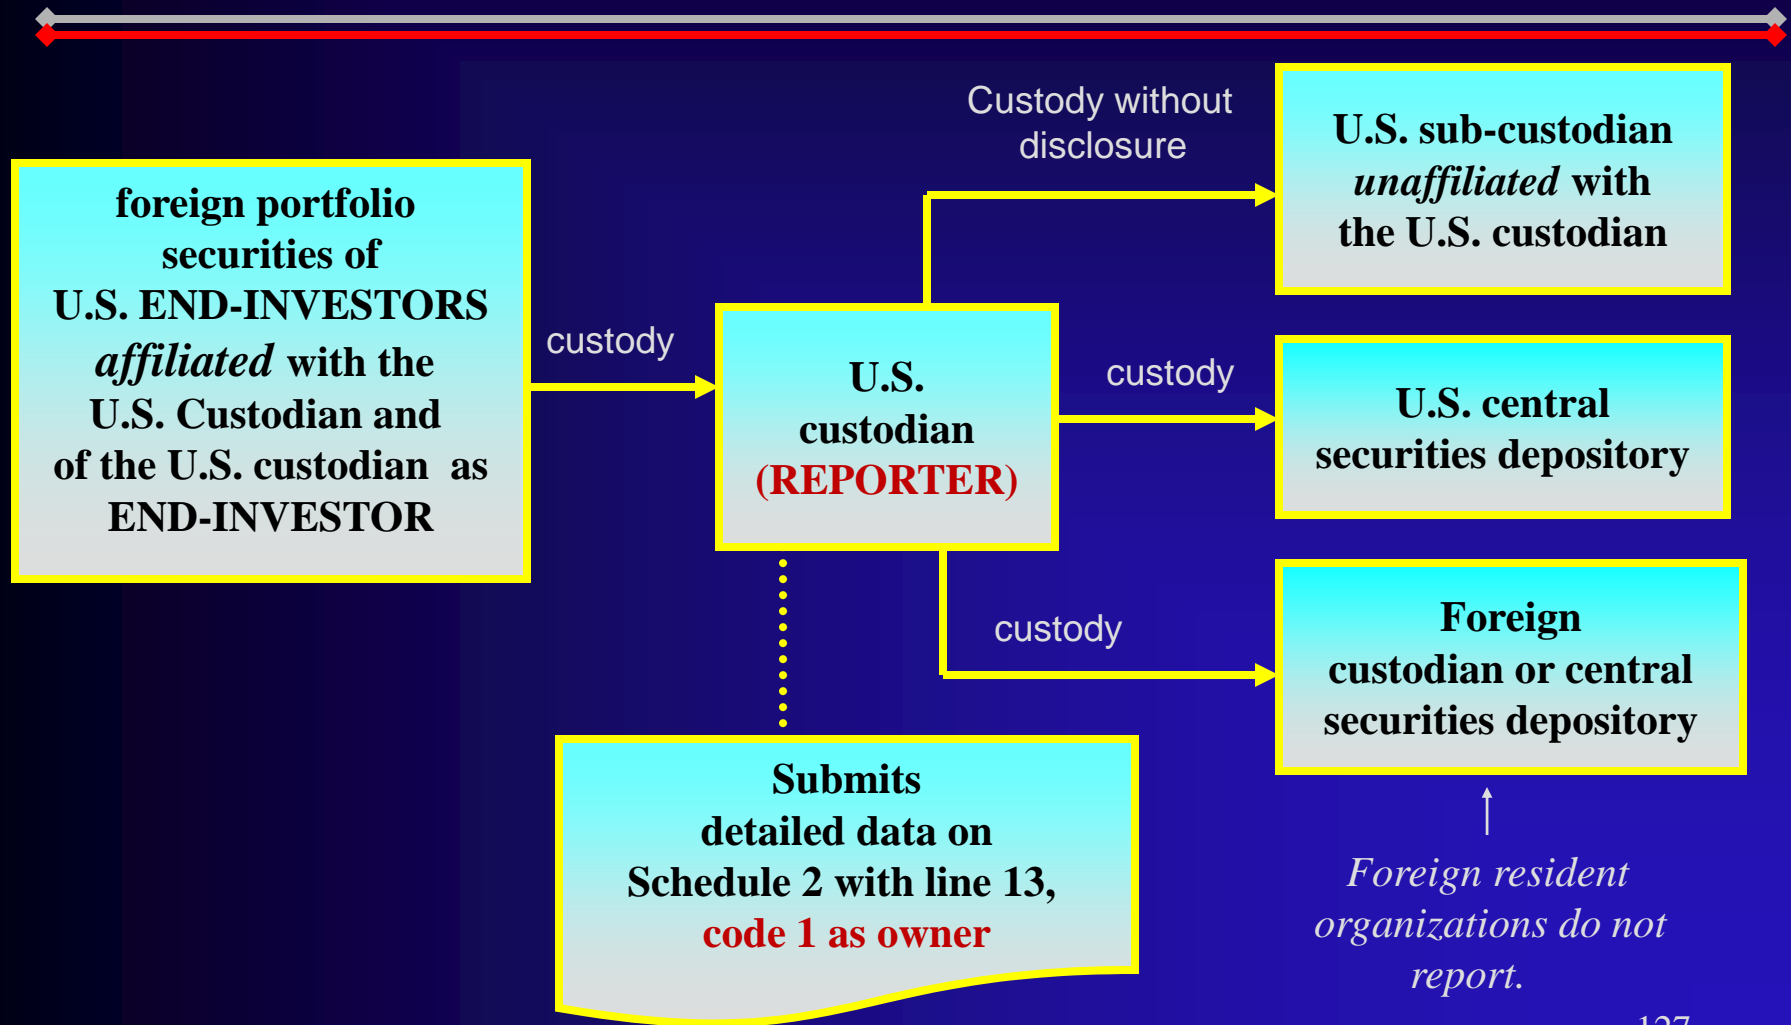 foreign portfolio
securities of
U.S. END-INVESTORS
affiliated with the
U.S. Custodian and
of the U.S. custodian as
END-INVESTOR
custody
U.S.
custodian
(REPORTER)
Custody without
disclosure
U.S. sub-custodian
unaffiliated with
the U.S. custodian
custody
U.S. central
securities depository
custody
Foreign
custodian or central
securities depository
Submits
detailed data on
Schedule 2 with line 13,
code 1 as owner
Foreign resident
organizations do not
report.
127